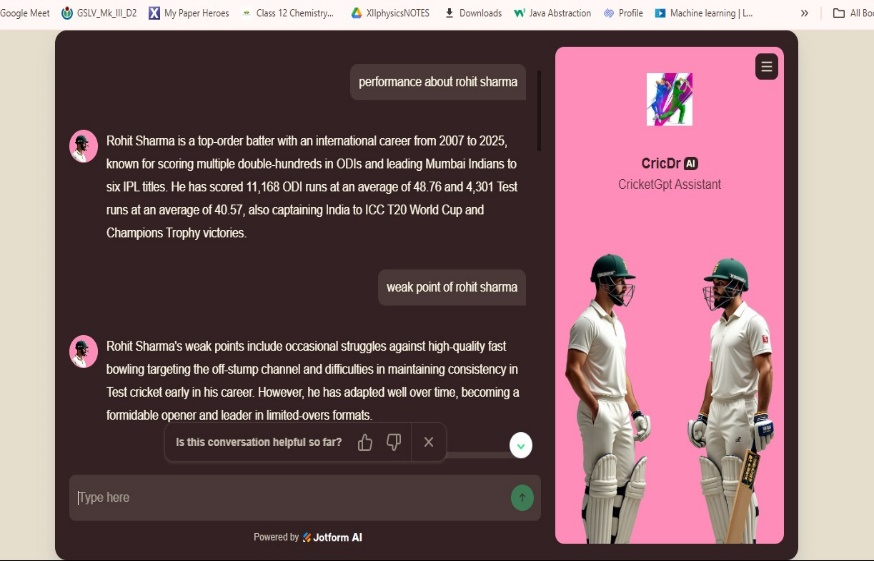 Google Meet GSLV_Mk_III_D2 My Paper Heroes Class 12 Chemistry... XIIphysicsNOTES Downloads Java Abstraction Profile Machine learning | L... » All Boo
performance about rohit sharma
Rohit Sharma is a top-order batter with an international career from 2007 to 2025,
known for scoring multiple double-hundreds in ODIs and leading Mumbai Indians to
six IPL titles. He has scored 11,168 ODI runs at an average of 48.76 and 4,301 Test
runs at an average of 40.57, also captaining India to ICC T20 World Cup and
Champions Trophy victories.
weak point of rohit sharma
Rohit Sharma's weak points include occasional struggles against high-quality fast
bowling targeting the off-stump channel and difficulties in maintaining consistency in
Test cricket early in his career. However, he has adapted well over time, becoming a
formidable opener and leader in limited-overs formats.
Is this conversation helpful so far?
Type here
Powered by Jotform AI
CricDr AI
CricketGpt Assistant